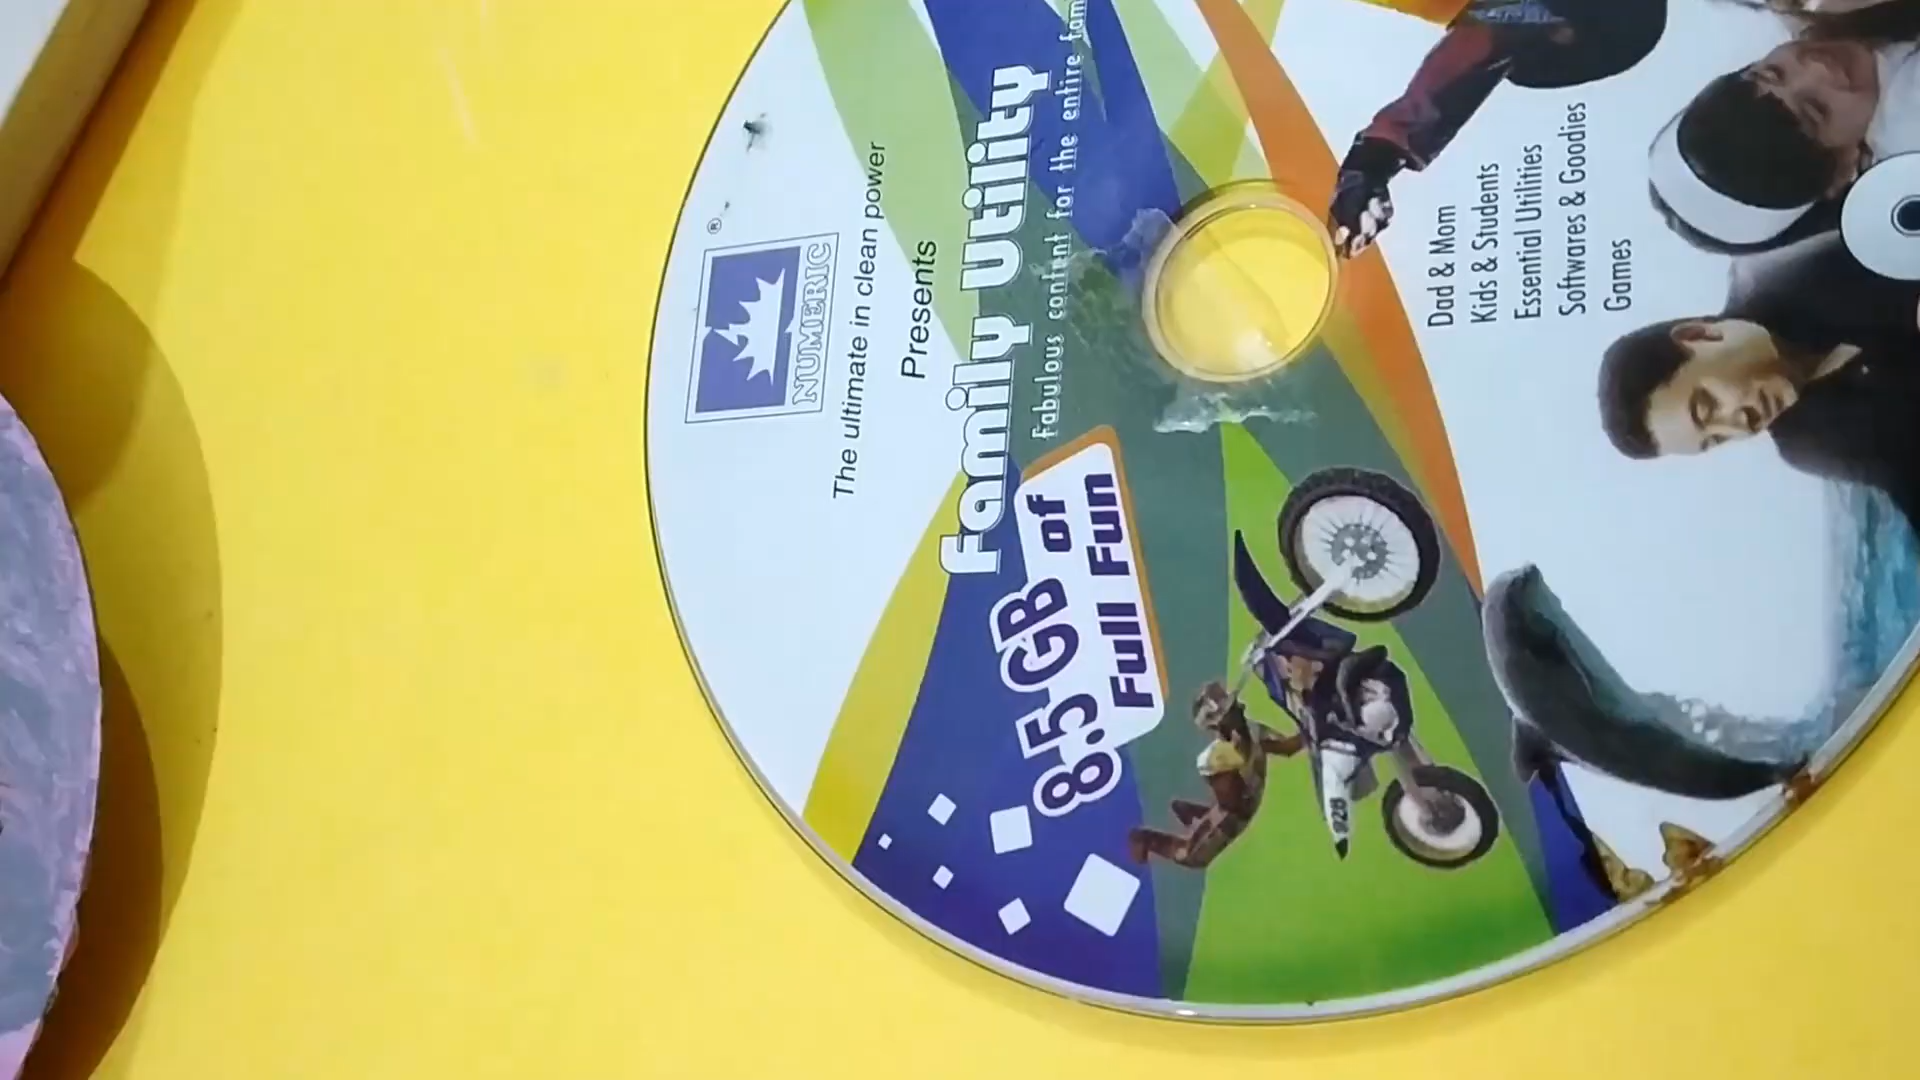 ®
NUMERIC
The ultimate in clean power
Presents
Family Utility
Fabulous content for the entire fam
8.5 GB of
Full Fun
Dad & Mom
Kids & Students
Essential Utilities
Softwares & Goodies
Games
928